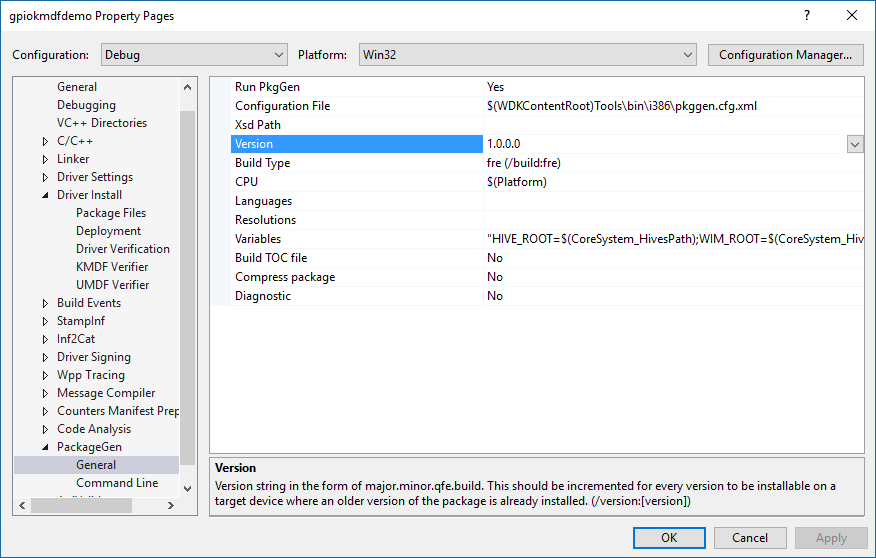 gpiokmdfdemo Property Pages
Configuration: Debug Platform: Win32 Configuration Manager...
General
Debugging
VC++ Directories
C/C++
Linker
Driver Settings
Driver Install
Package Files
Deployment
Driver Verification
KMDF Verifier
UMDF Verifier
Build Events
StampInf
Inf2Cat
Driver Signing
Wpp Tracing
Message Compiler
Counters Manifest Prep
Code Analysis
PackageGen
General
Command Line
Run PkgGen Yes
Configuration File $(WDKContentRoot)Tools\bin\i386\pkggen.cfg.xml
Xsd Path
Version 1.0.0.0
Build Type fre (/build:fre)
CPU $(Platform)
Languages
Resolutions
Variables "HIVE_ROOT=$(CoreSystem_HivesPath);WIM_ROOT=$(CoreSystem_Hiv
Build TOC file No
Compress package No
Diagnostic No
Version
Version string in the form of major.minor.qfe.build. This should be incremented for every version to be installable on a
target device where an older version of the package is already installed. (/version:[version])
OK Cancel Apply